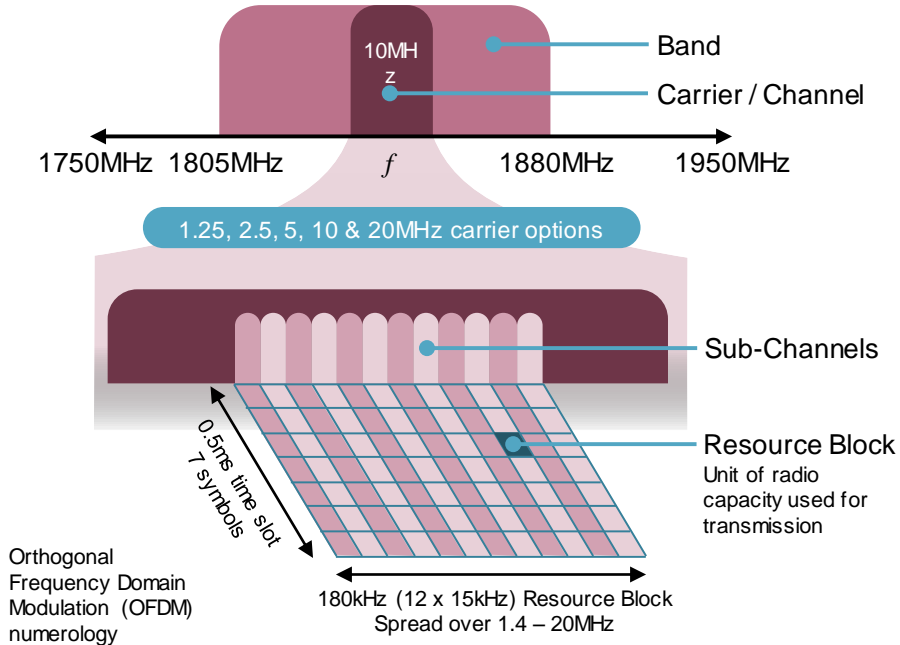 10MH
z
Band
Carrier / Channel
1750MHz
1805MHz
f
1880MHz
1950MHz
1.25, 2.5, 5, 10 & 20MHz carrier options
Sub-Channels
0.5ms time slot
7 symbols
Resource Block
Unit of radio
capacity used for
transmission
Orthogonal
Frequency Domain
Modulation (OFDM)
numerology
180kHz (12 x 15kHz) Resource Block
Spread over 1.4 – 20MHz